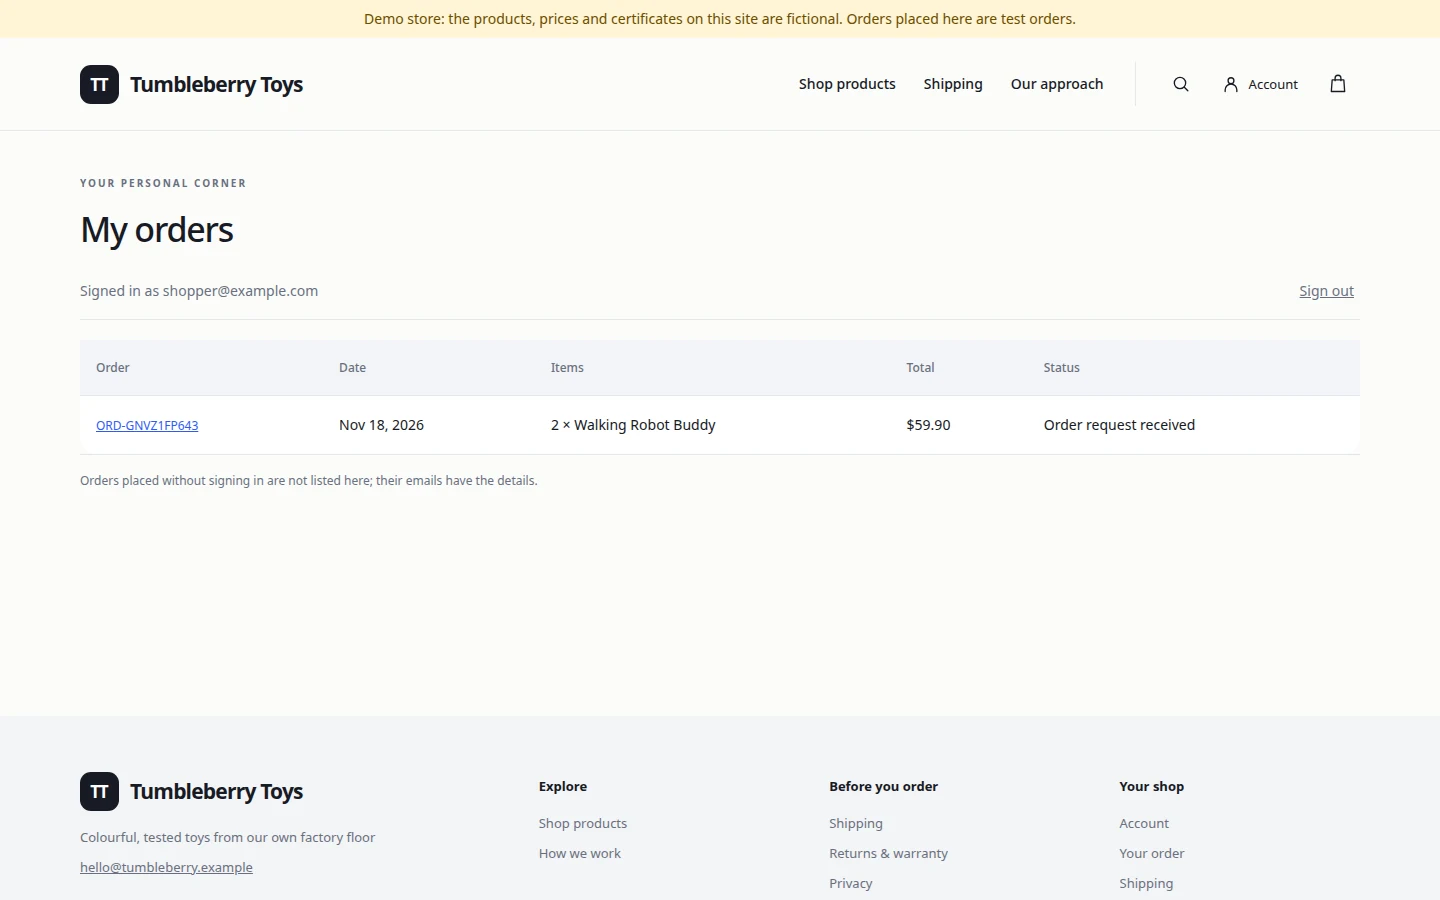 Demo store: the products, prices and certificates on this site are fictional. Orders placed here are test orders.
TT Tumbleberry Toys
Shop products Shipping Our approach Account
YOUR PERSONAL CORNER
My orders
Signed in as shopper@example.com Sign out
Order Date Items Total Status
ORD-GNVZ1FP643 Nov 18, 2026 2 × Walking Robot Buddy $59.90 Order request received
Orders placed without signing in are not listed here; their emails have the details.
TT Tumbleberry Toys
Colourful, tested toys from our own factory floor
hello@tumbleberry.example
Explore
Shop products
How we work
Before you order
Shipping
Returns & warranty
Privacy
Your shop
Account
Your order
Shipping